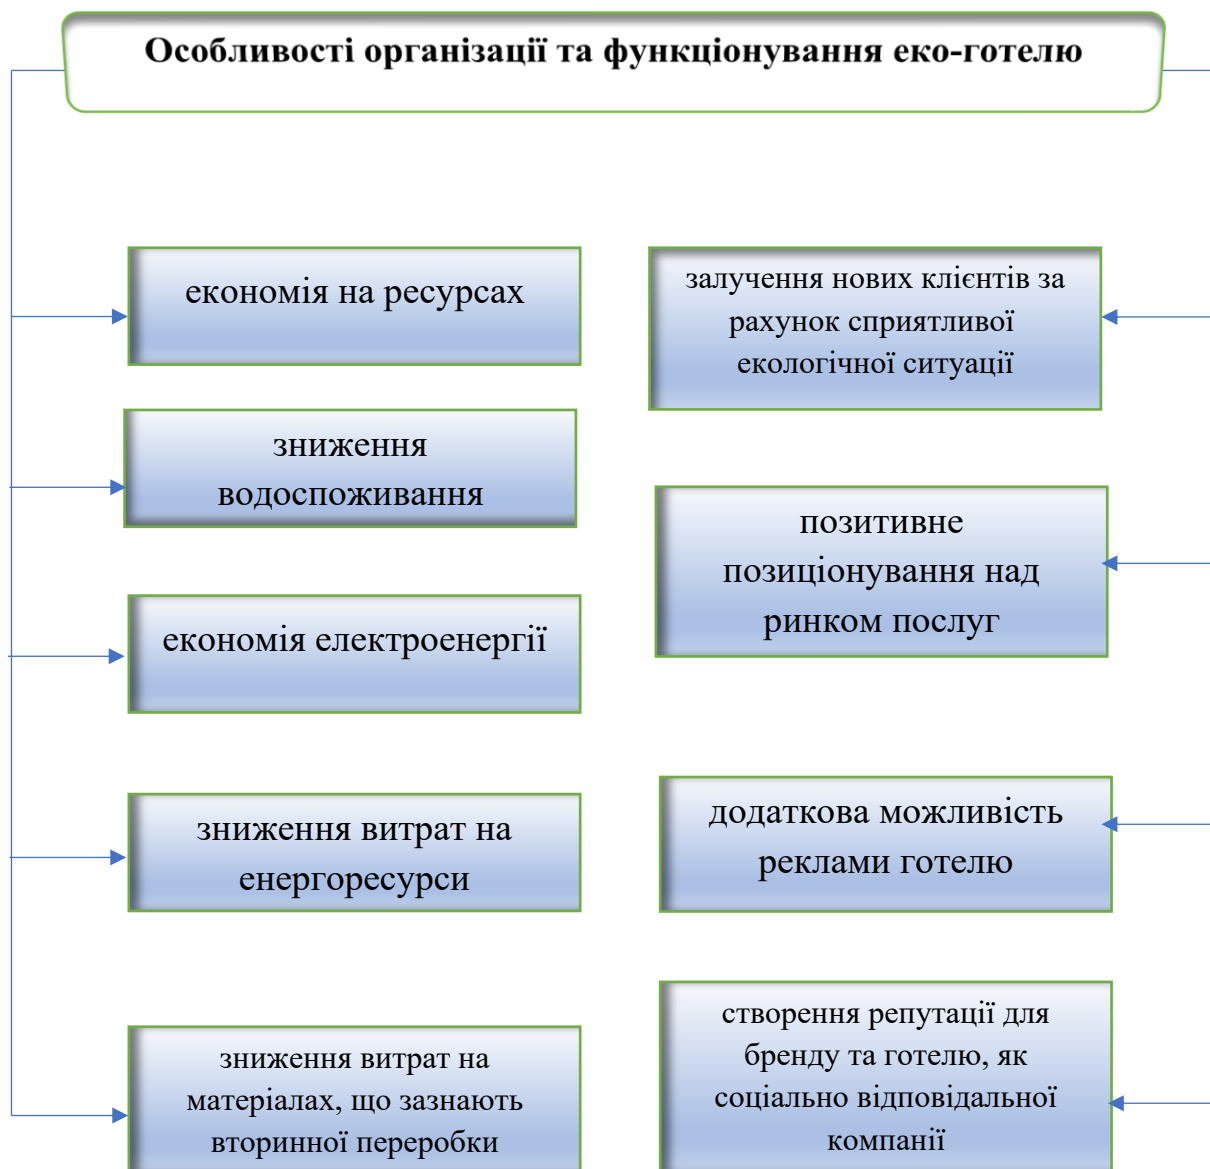 Особливості організації та функціонування еко-готелю
економія на ресурсах
зниження
водоспоживання
економія електроенергії
зниження витрат на
енергоресурси
зниження витрат на
матеріалах, що зазнають
вторинної переробки
залучення нових клієнтів за
рахунок сприятливої
екологічної ситуації
позитивне
позиціонування над
ринком послуг
додаткова можливість
реклами готелю
створення репутації для
бренду та готелю, як
соціально відповідальної
компанії